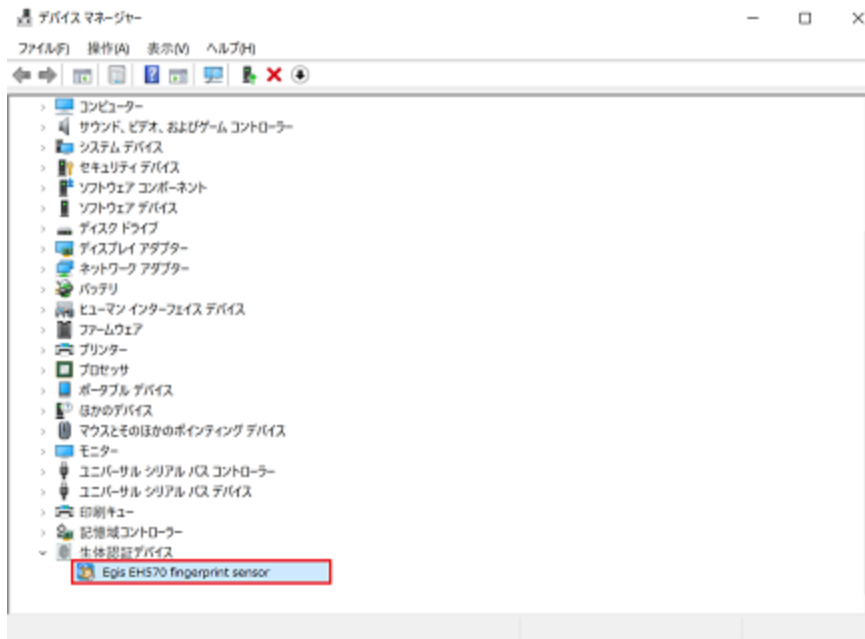 デバイス マネージャー
ファイル(F) 操作(A) 表示(V) ヘルプ(H)
コンピューター
サウンド、ビデオ、およびゲーム コントローラー
システム デバイス
セキュリティ デバイス
ソフトウェア コンポーネント
ソフトウェア デバイス
ディスク ドライブ
ディスプレイ アダプター
ネットワーク アダプター
バッテリ
ヒューマン インターフェイス デバイス
ファームウェア
プリンター
プロセッサ
ポータブル デバイス
ほかのデバイス
マウスとそのほかのポインティング デバイス
モニター
ユニバーサル シリアル バス コントローラー
ユニバーサル シリアル バス デバイス
印刷キュー
記憶域コントローラー
生体認証デバイス
Egis EH570 fingerprint sensor